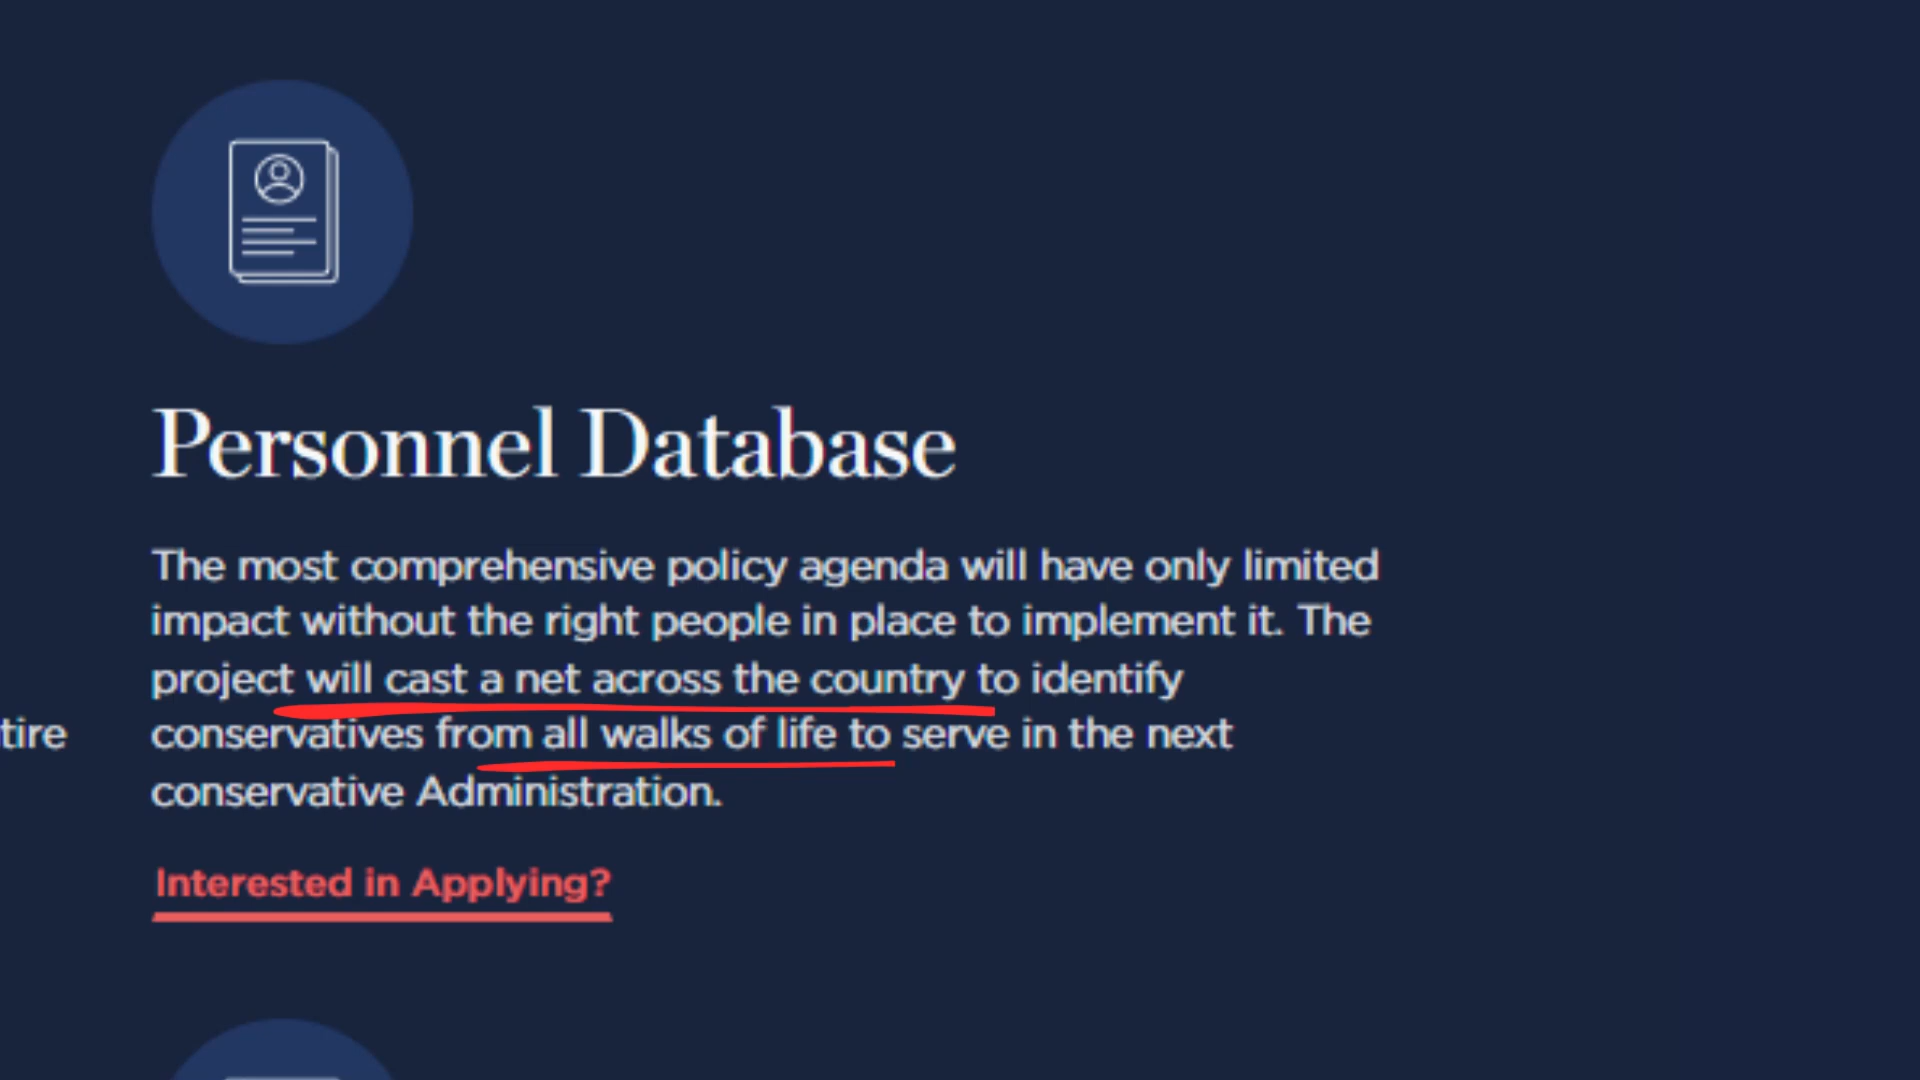 Personnel Database
The most comprehensive policy agenda will have only limited
impact without the right people in place to implement it. The
project will cast a net across the country to identify
tire
conservatives from all walks of life to serve in the next
conservative Administration.
Interested in Applying?